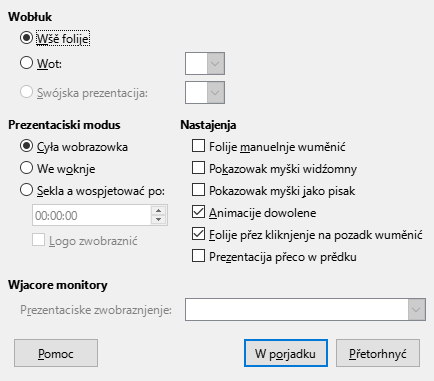 Wobłuk
Wšě folije
Wot:
Swójska prezentacija:
Prezentaciski modus
Cyła wobrazowka
We woknje
Sekla a wospjetować po:
00:00:00
Logo zwobraznić
Nastajenja
Folije manuelnje wuměnić
Pokazowak myški widźomny
Pokazowak myški jako pisak
Animacije dowolene
Folije přez kliknjenje na pozadk wuměnić
Prezentacija přeco w prědku
Wjacore monitory
Prezentaciske zwobraznjenje:
Pomoc
W porjadku
Přetorhnyć